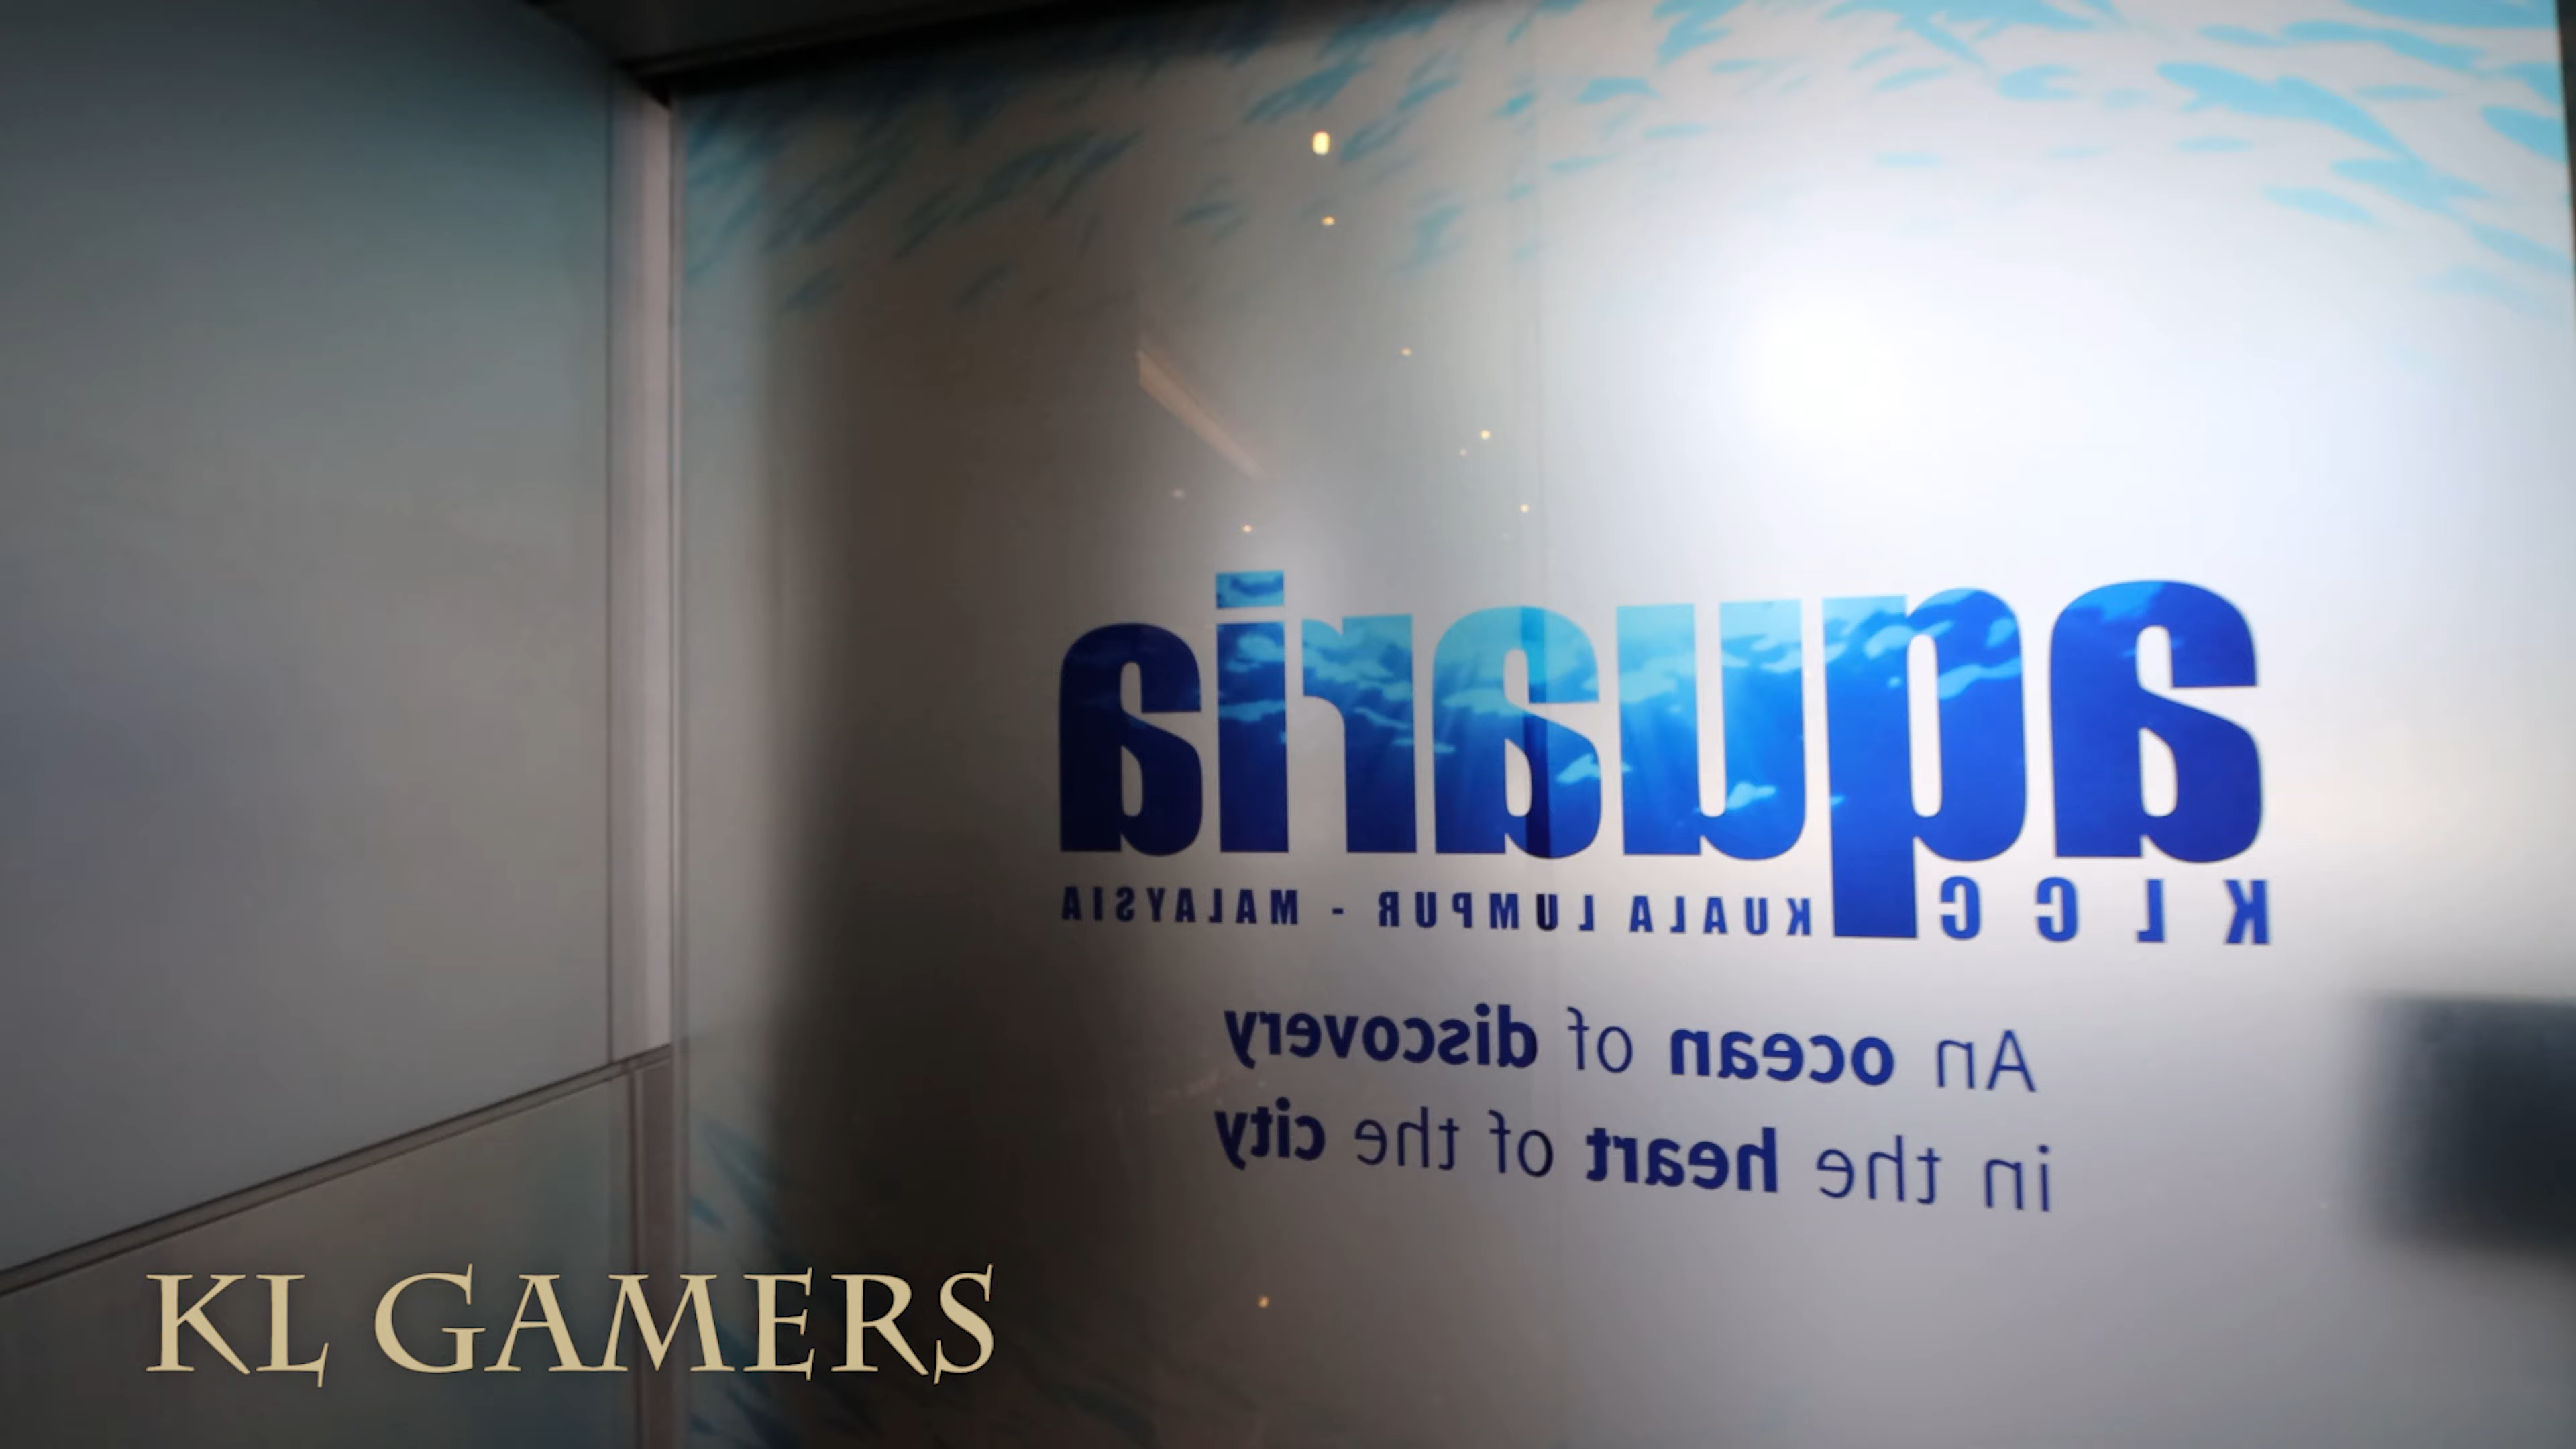 aquaria
KLCC KUALA LUMPUR - MALAYSIA
An ocean of discovery
in the heart of the city
KL GAMERS